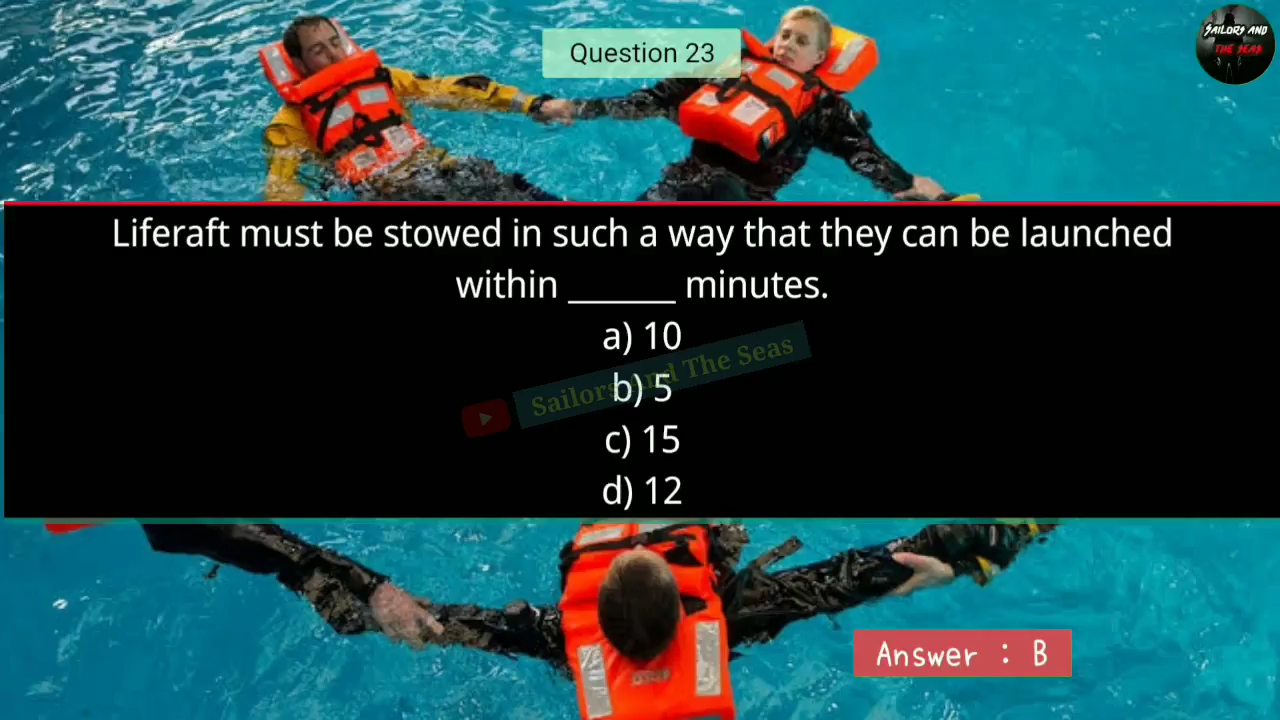 Question 23
SAILORS AND
THE SEAS
Liferaft must be stowed in such a way that they can be launched
within ______ minutes.
a) 10
b) 5
c) 15
d) 12
Sailors And The Seas
Answer : B